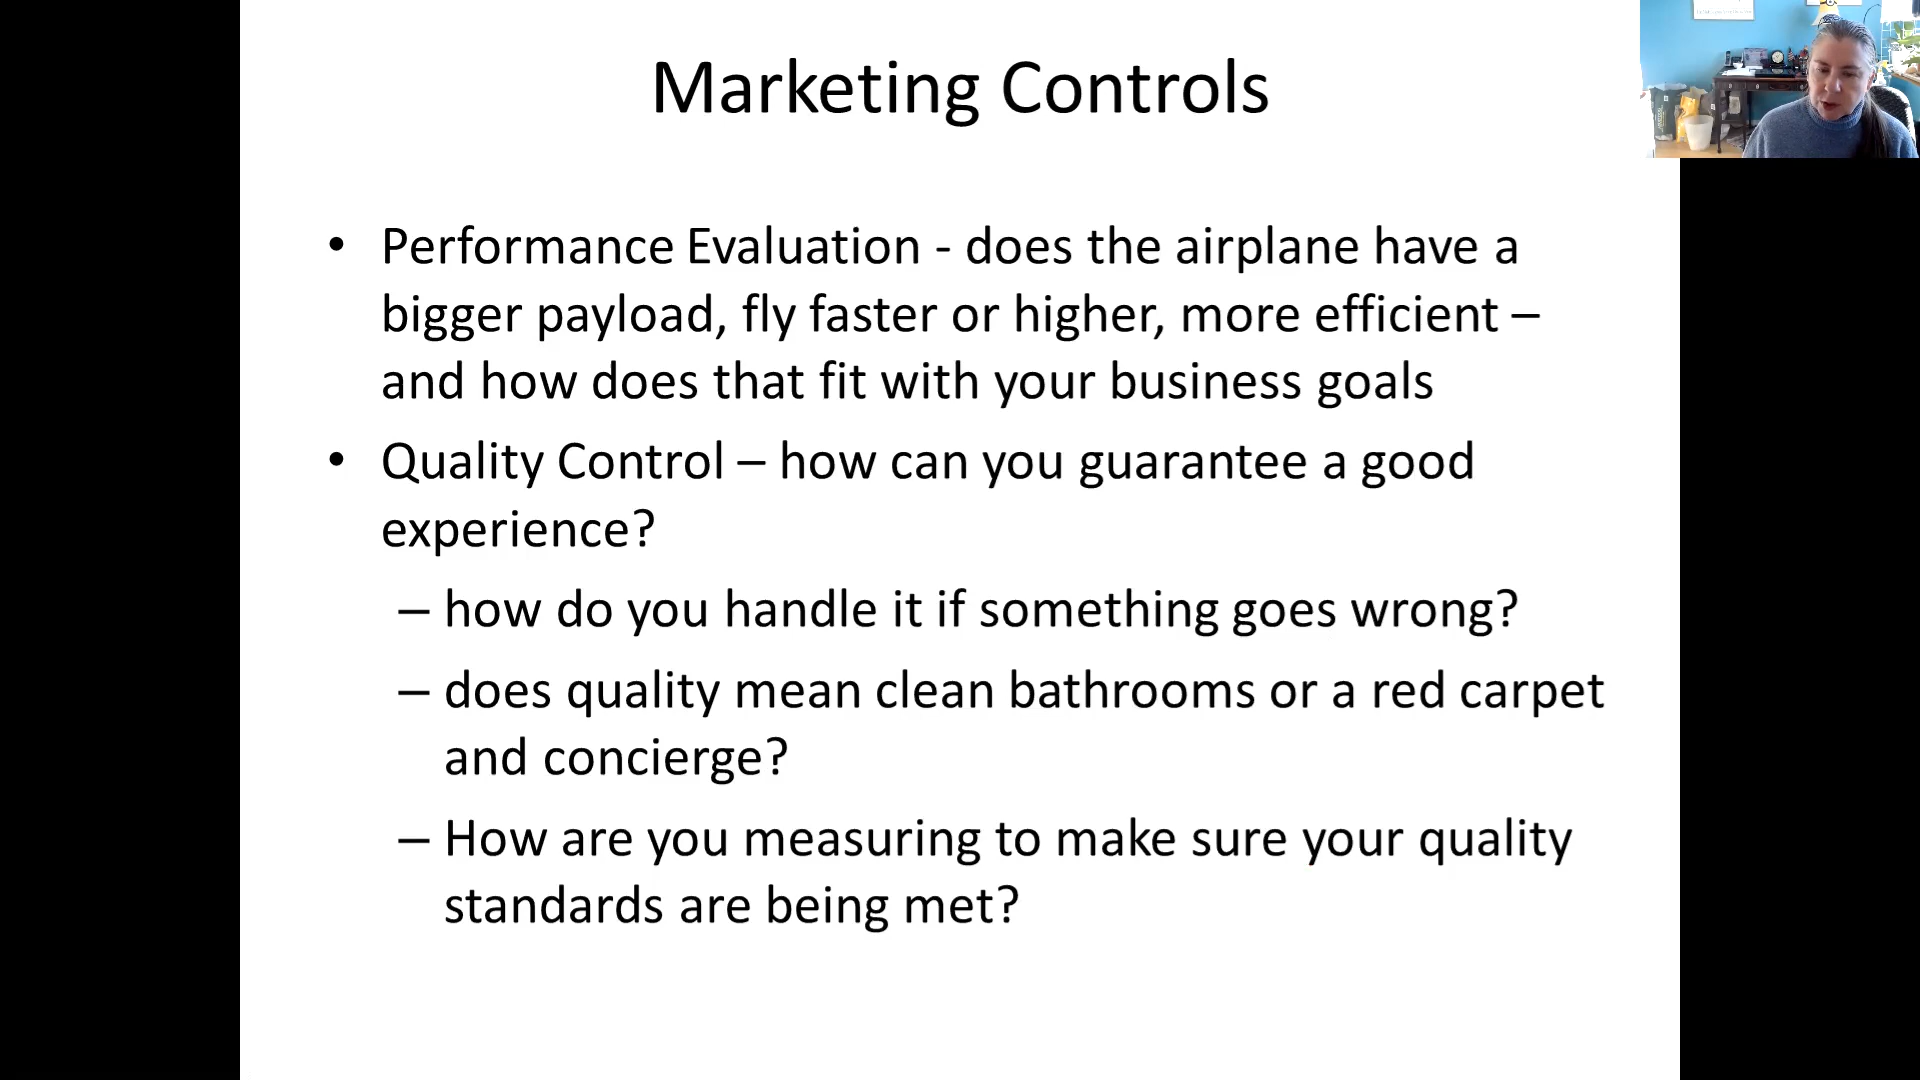 Marketing Controls
• Performance Evaluation - does the airplane have a
bigger payload, fly faster or higher, more efficient –
and how does that fit with your business goals
• Quality Control – how can you guarantee a good
experience?
– how do you handle it if something goes wrong?
– does quality mean clean bathrooms or a red carpet
and concierge?
– How are you measuring to make sure your quality
standards are being met?